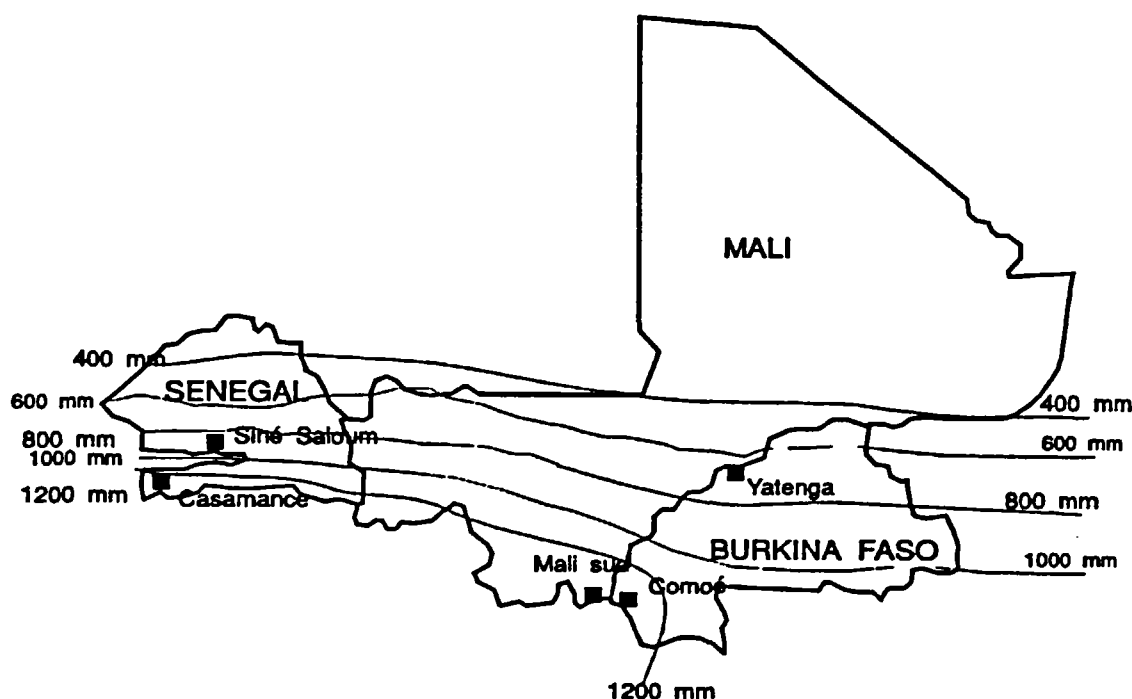 MALI
400 mm
SENEGAL
600 mm
400 mm
800 mm
Siné Saloum
600 mm
1000 mm
1200 mm
Casamance
Yatenga
800 mm
BURKINA FASO
Mali sud
1000 mm
Comoé
1200 mm